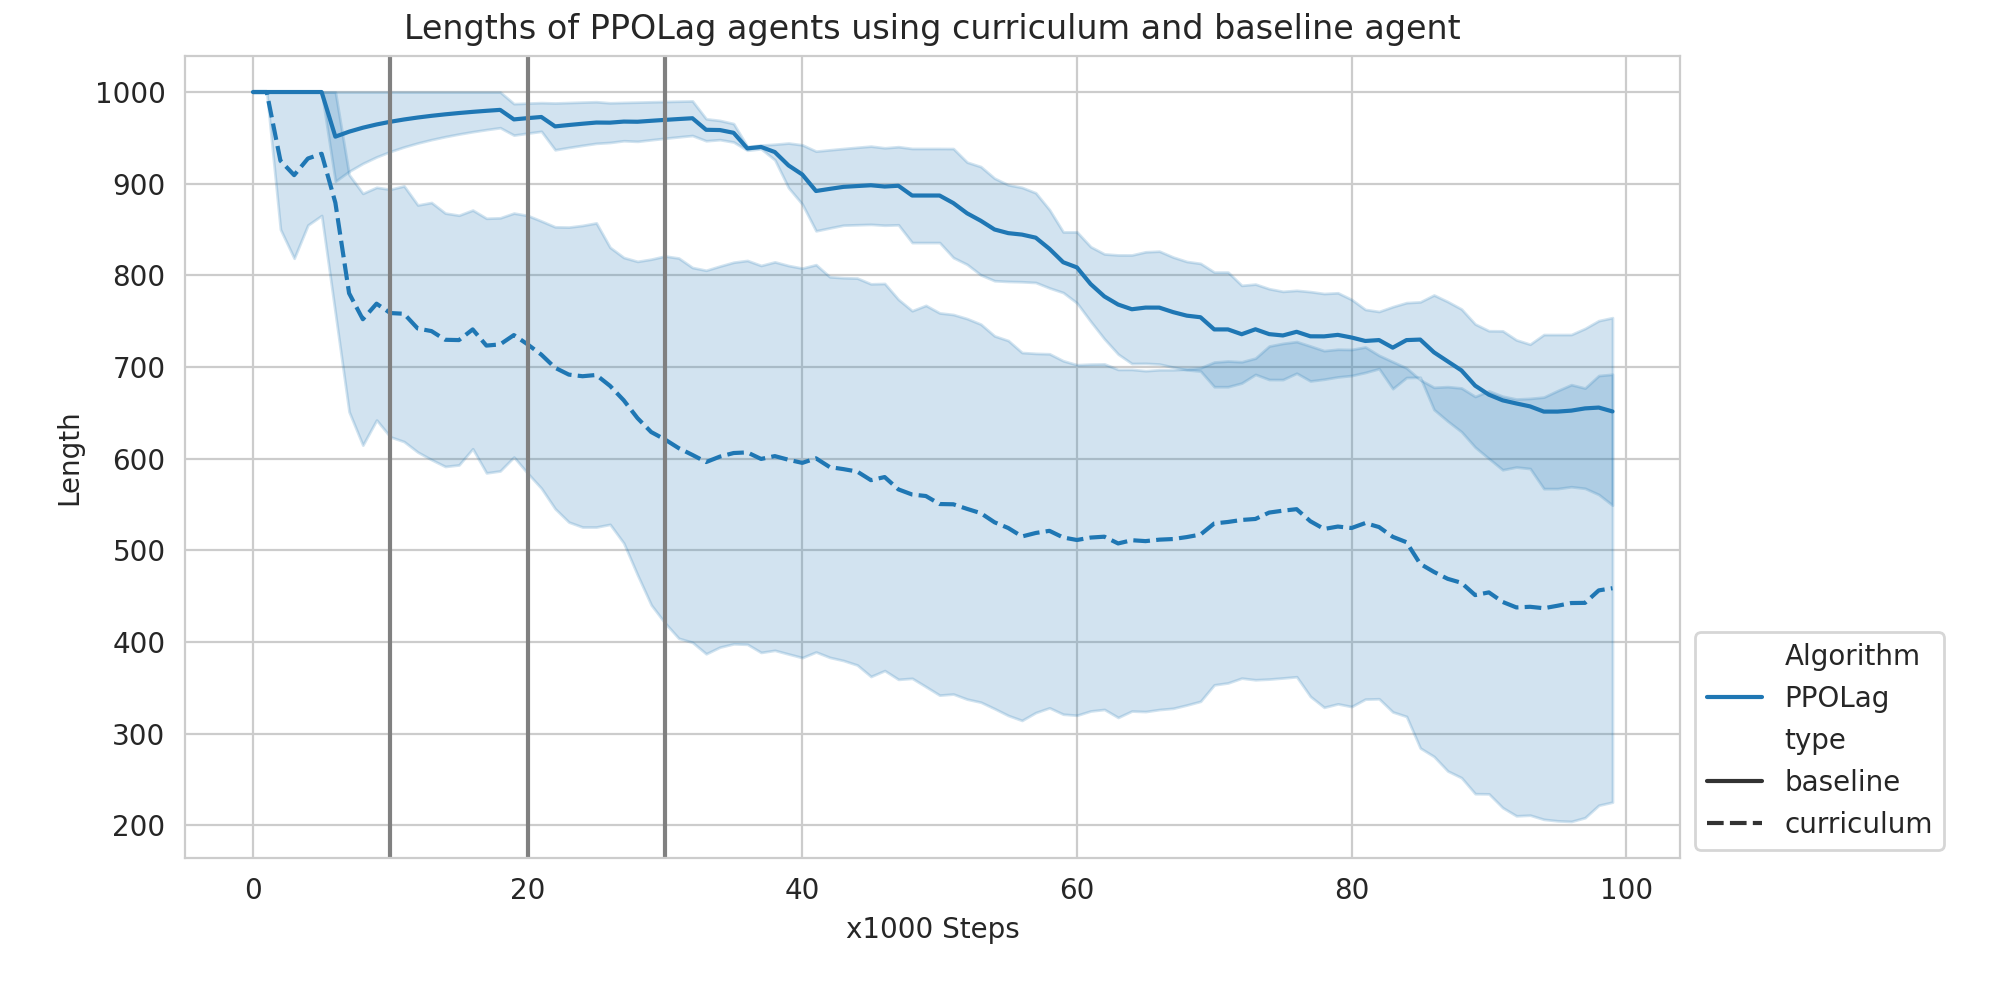 Lengths of PPOLag agents using curriculum and baseline agent
1000
900
800
700
600
500
400
300
200
Length
0 20 40 60 80 100
x1000 Steps
Algorithm
PPOLag
type
baseline
curriculum